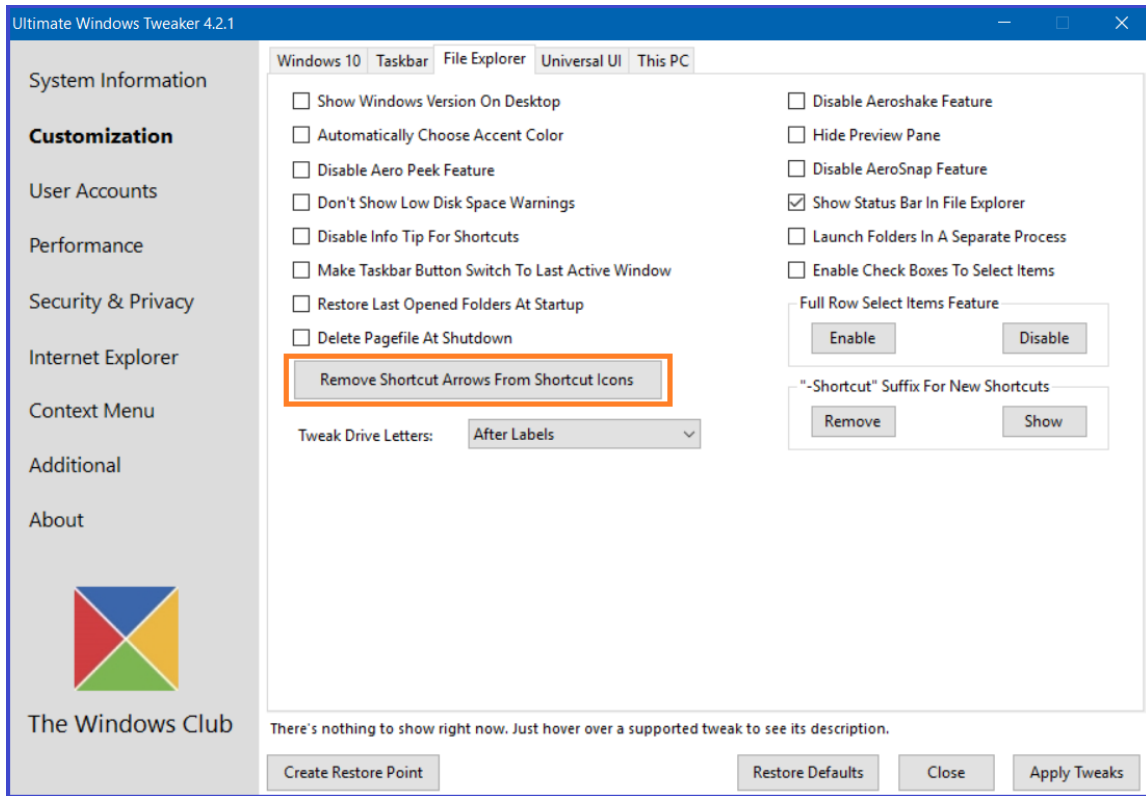 Ultimate Windows Tweaker 4.2.1
System Information
Customization
User Accounts
Performance
Security & Privacy
Internet Explorer
Context Menu
Additional
About
The Windows Club
Windows 10 Taskbar File Explorer Universal UI This PC
Show Windows Version On Desktop
Automatically Choose Accent Color
Disable Aero Peek Feature
Don't Show Low Disk Space Warnings
Disable Info Tip For Shortcuts
Make Taskbar Button Switch To Last Active Window
Restore Last Opened Folders At Startup
Delete Pagefile At Shutdown
Remove Shortcut Arrows From Shortcut Icons
Tweak Drive Letters: After Labels
Disable Aeroshake Feature
Hide Preview Pane
Disable AeroSnap Feature
Show Status Bar In File Explorer
Launch Folders In A Separate Process
Enable Check Boxes To Select Items
Full Row Select Items Feature
Enable Disable
"-Shortcut" Suffix For New Shortcuts
Remove Show
There's nothing to show right now. Just hover over a supported tweak to see its description.
Create Restore Point Restore Defaults Close Apply Tweaks